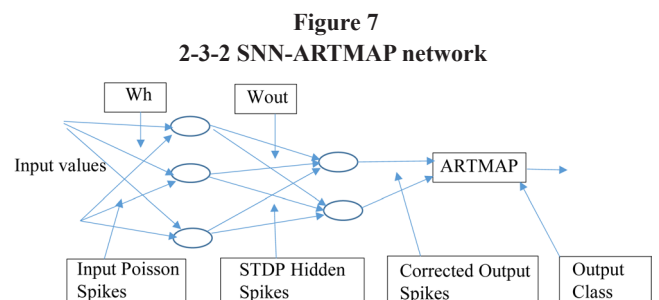 Figure 7
2-3-2 SNN-ARTMAP network
Wh
Wout
Input values
ARTMAP
Input Poisson
Spikes
STDP Hidden
Spikes
Corrected Output
Spikes
Output
Class